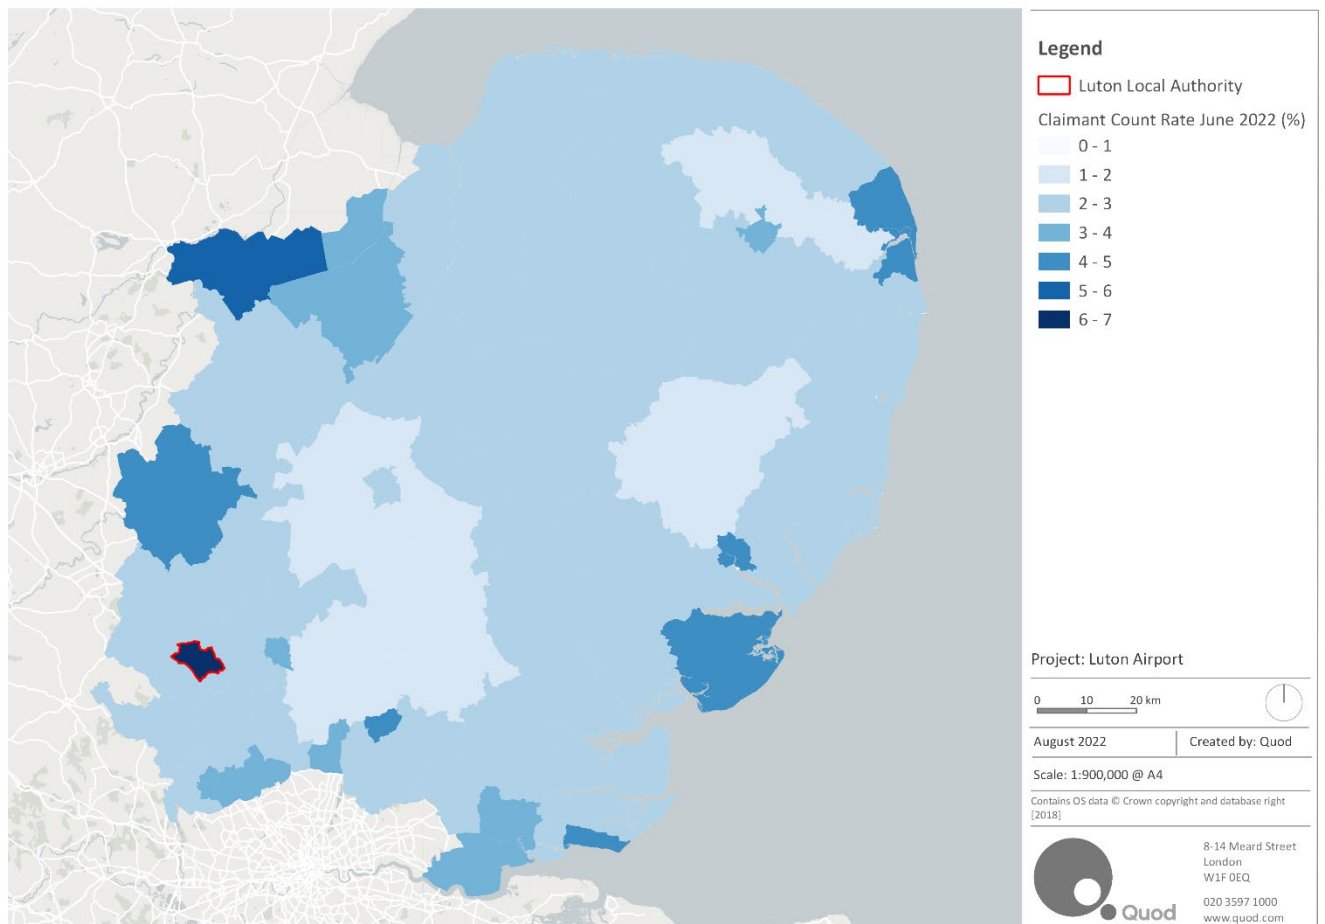 Legend
Luton Local Authority
Claimant Count Rate June 2022 (%)
0 - 1
1 - 2
2 - 3
3 - 4
4 - 5
5 - 6
6 - 7
Project: Luton Airport
0 10 20 km
August 2022 Created by: Quod
Scale: 1:900,000 @ A4
Contains OS data © Crown copyright and database right
[2018]
8-14 Meard Street
London
W1F 0EQ
020 3597 1000
www.quod.com
Quod